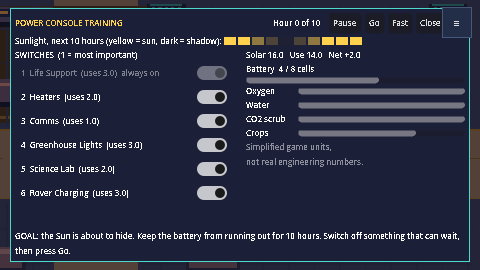 POWER CONSOLE TRAINING
Hour 0 of 10 Pause Go Fast Close ≡
Sunlight, next 10 hours (yellow = sun, dark = shadow):
SWITCHES (1 = most important)
1 Life Support (uses 3.0) always on
2 Heaters (uses 2.0)
3 Comms (uses 1.0)
4 Greenhouse Lights (uses 3.0)
5 Science Lab (uses 2.0)
6 Rover Charging (uses 3.0)
Solar 16.0 Use 14.0 Net +2.0
Battery 4 / 8 cells
Oxygen
Water
CO2 scrub
Crops
Simplified game units,
not real engineering numbers.
GOAL: the Sun is about to hide. Keep the battery from running out for 10 hours. Switch off something that can wait,
then press Go.